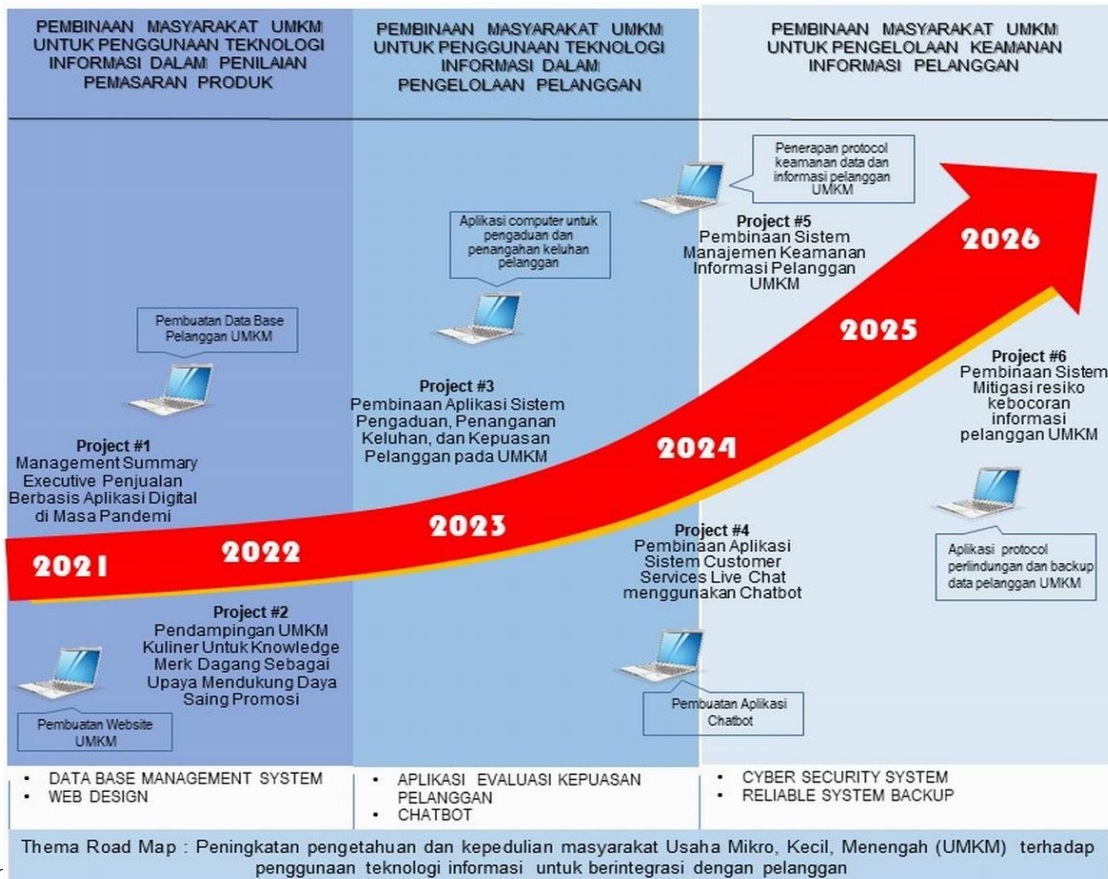 PEMBINAAN MASYARAKAT UMKM
UNTUK PENGGUNAAN TEKNOLOGI
INFORMASI DALAM PENILAIAN
PEMASARAN PRODUK
PEMBINAAN MASYARAKAT UMKM
UNTUK PENGGUNAAN TEKNOLOGI
INFORMASI DALAM
PENGELOLAAN PELANGGAN
PEMBINAAN MASYARAKAT UMKM
UNTUK PENGELOLAAN KEAMANAN
INFORMASI PELANGGAN
Pembuatan Data Base
Pelanggan UMKM
Project #1
Management Summary
Executive Penjualan
Berbasis Aplikasi Digital
di Masa Pandemi
2021
2022
Project #2
Pendampingan UMKM
Kuliner Untuk Knowledge
Merk Dagang Sebagai
Upaya Mendukung Daya
Saing Promosi
Pembuatan Website
UMKM
Aplikasi computer untuk
pengaduan dan
penangahan keluhan
pelanggan
Project #3
Pembinaan Aplikasi Sistem
Pengaduan, Penanganan
Keluhan, dan Kepuasan
Pelanggan pada UMKM
2023
2024
Project #4
Pembinaan Aplikasi
Sistem Customer
Services Live Chat
menggunakan Chatbot
Pembuatan Aplikasi
Chatbot
Penerapan protocol
keamanan data dan
informasi pelanggan
UMKM
Project #5
Pembinaan Sistem
Manajemen Keamanan
Informasi Pelanggan
UMKM
2025
2026
Project #6
Pembinaan Sistem
Mitigasi resiko
kebocoran
informasi
pelanggan UMKM
Aplikasi protocol
perlindungan dan backup
data pelanggan UMKM
• DATA BASE MANAGEMENT SYSTEM
• WEB DESIGN
• APLIKASI EVALUASI KEPUASAN
PELANGGAN
• CHATBOT
• CYBER SECURITY SYSTEM
• RELIABLE SYSTEM BACKUP
Thema Road Map : Peningkatan pengetahuan dan kepedulian masyarakat Usaha Mikro, Kecil, Menengah (UMKM) terhadap
penggunaan teknologi informasi untuk berintegrasi dengan pelanggan